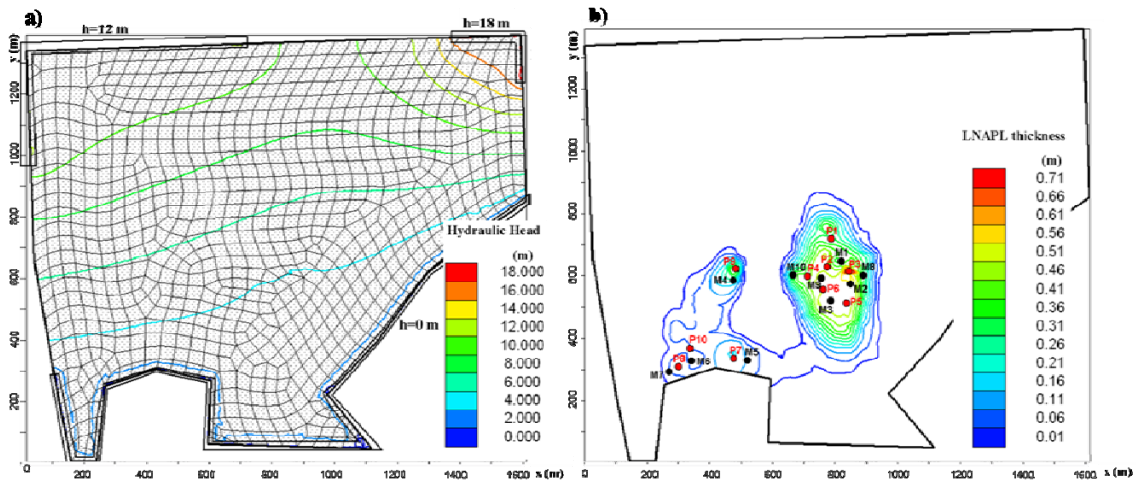 a)
h=12 m
h=18 m
y (m)
1200
1000
800
600
400
200
0
200
400
600
800
1000
1200
1400
1600
x (m)
h=0 m
Hydraulic Head
(m)
18.000
16.000
14.000
12.000
10.000
8.000
6.000
4.000
2.000
0.000
b)
y (m)
1200
1000
800
600
400
200
0
200
400
600
800
1000
1200
1400
1600
x (m)
P1
M1
P2
P3
M10
P4
M8
M9
M2
P6
M3
P5
M4
P10
P7
M5
M6
M7
LNAPL thickness
(m)
0.71
0.66
0.61
0.56
0.51
0.46
0.41
0.36
0.31
0.26
0.21
0.16
0.11
0.06
0.01